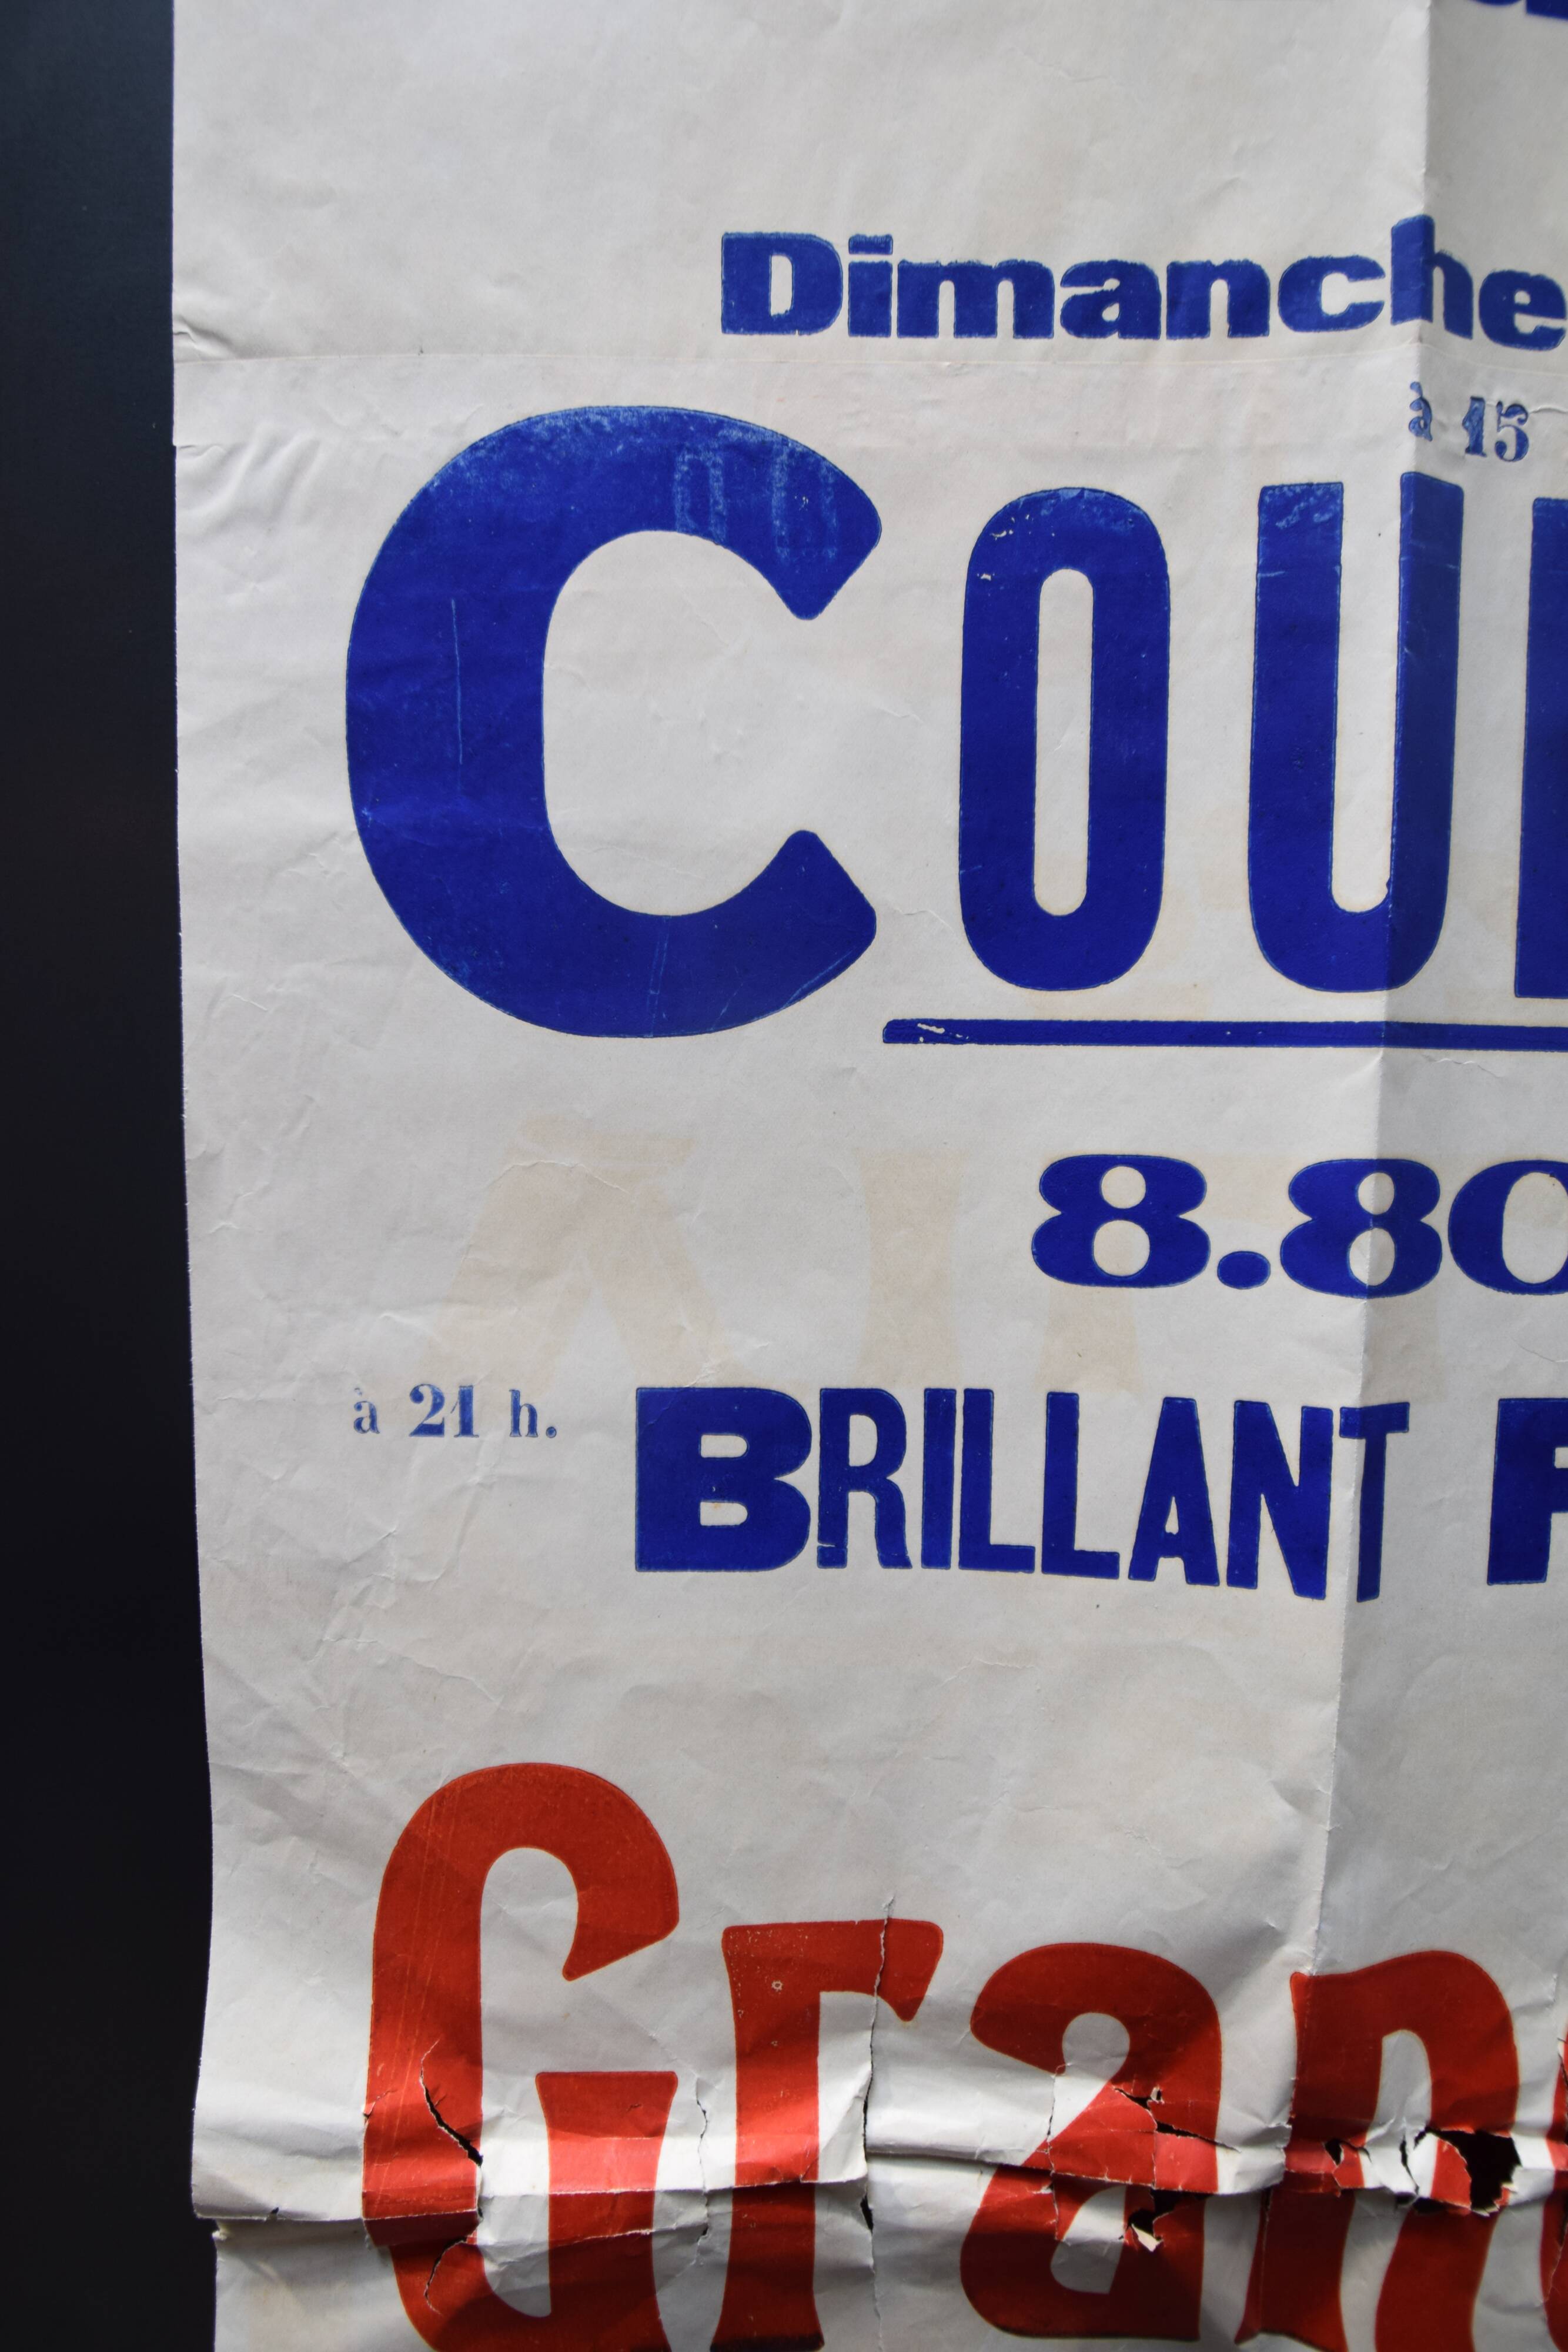 Dimanche
à 15
COU
8.80
à 21 h. BRILLANT
Gran